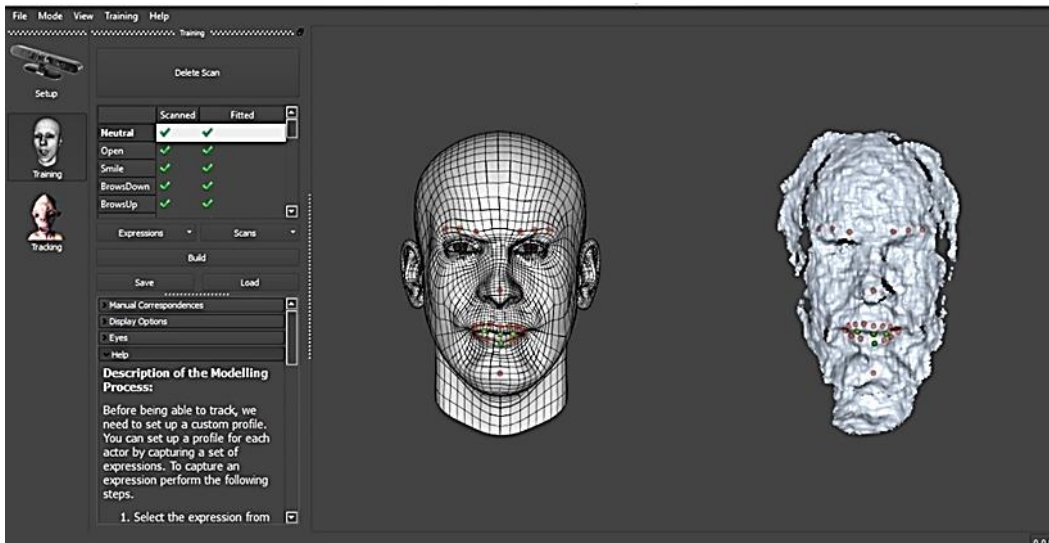 File Mode View Training Help
Training
Setup
Training
Tracking
Delete Scan
Scanned Fitted
Neutral
Open
Smile
BrowsDown
BrowsUp
Expressions Scans
Build
Save Load
Manual Correspondences
Display Options
Eyes
Help
Description of the Modelling
Process:
Before being able to track, we
need to set up a custom profile.
You can set up a profile for each
actor by capturing a set of
expressions. To capture an
expression perform the following
steps.
1. Select the expression from